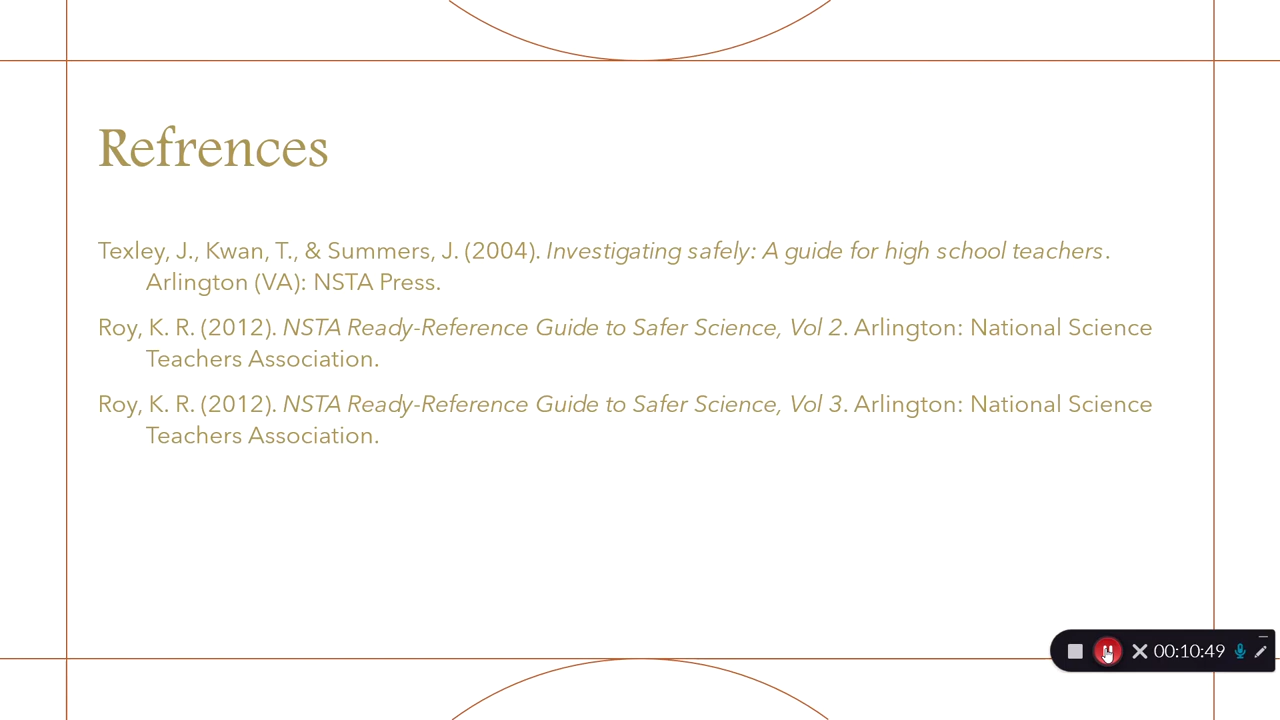 Refrences
Texley, J., Kwan, T., & Summers, J. (2004). Investigating safely: A guide for high school teachers.
Arlington (VA): NSTA Press.
Roy, K. R. (2012). NSTA Ready-Reference Guide to Safer Science, Vol 2. Arlington: National Science
Teachers Association.
Roy, K. R. (2012). NSTA Ready-Reference Guide to Safer Science, Vol 3. Arlington: National Science
Teachers Association.
00:10:49